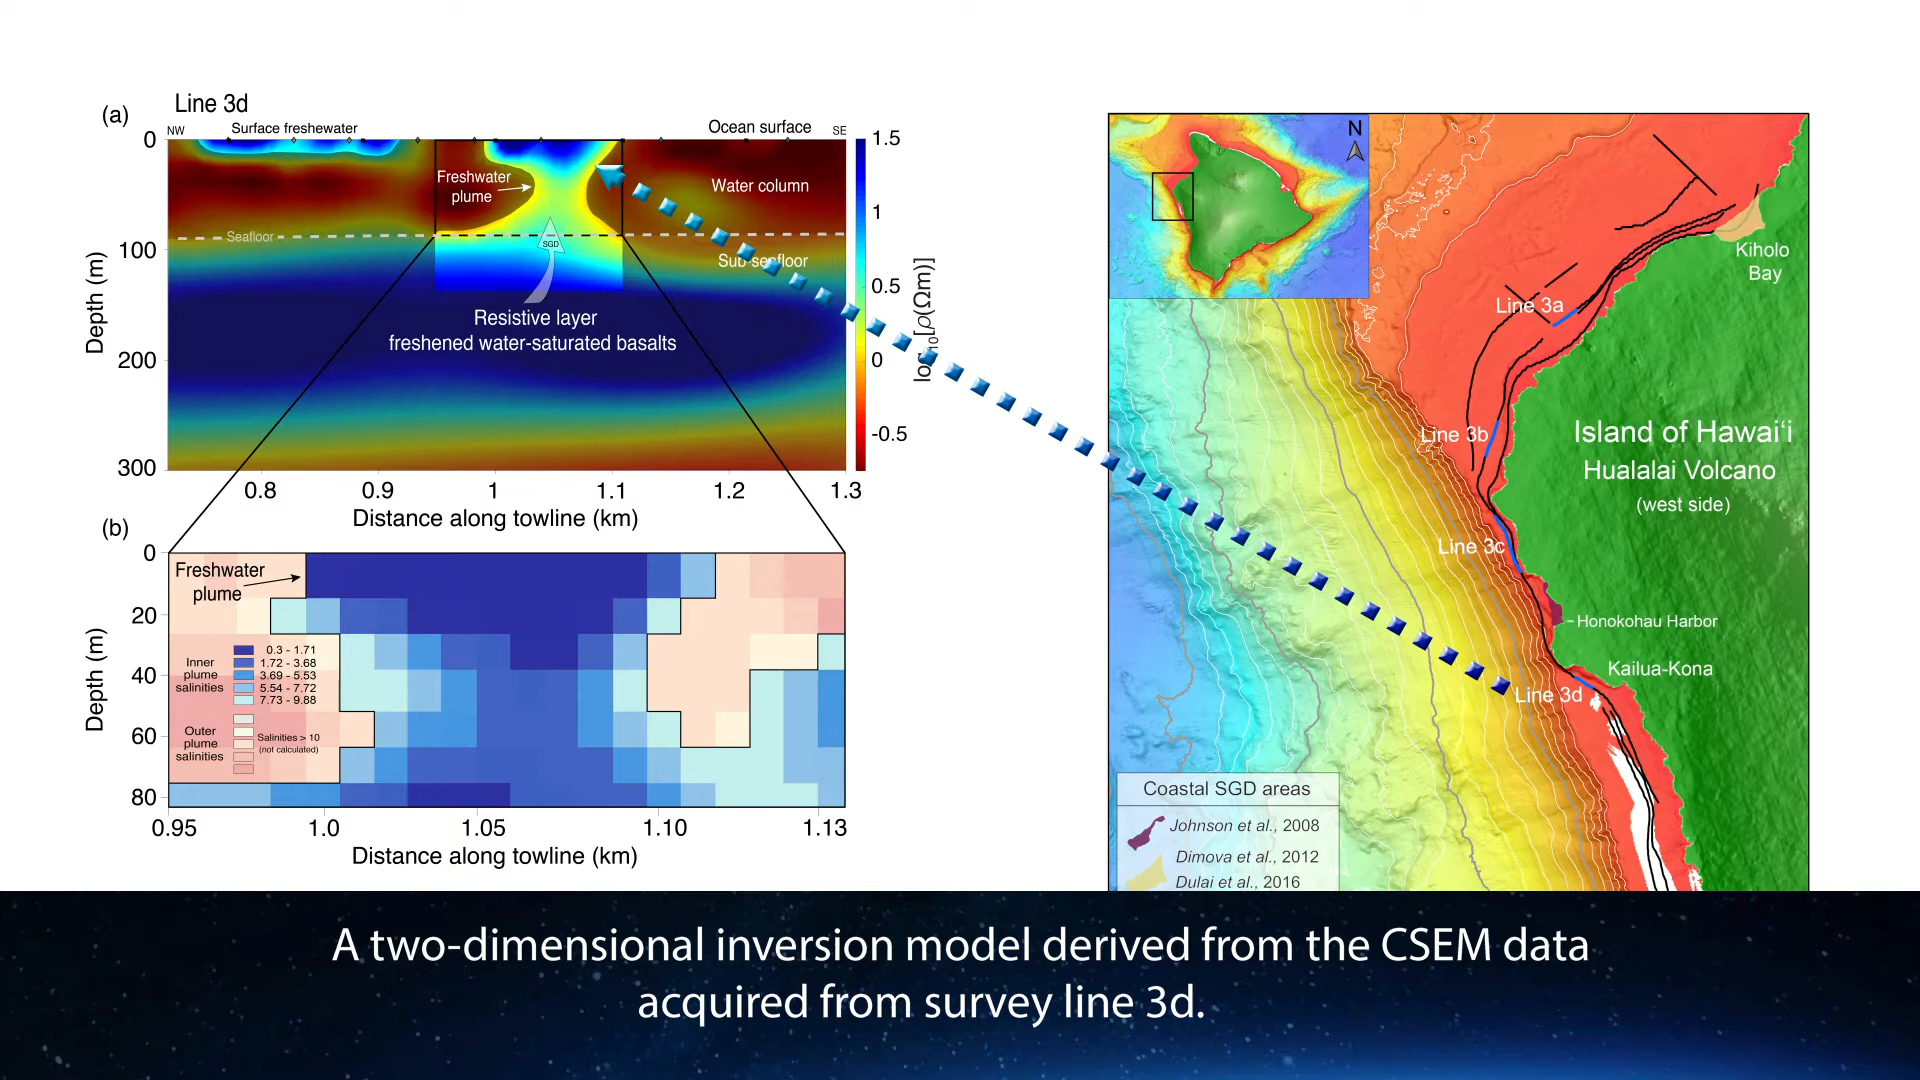 (a)
Line 3d
NW
Surface freshewater
Ocean surface
SE
0
100
200
300
Depth (m)
Freshwater
plume
Water column
Seafloor
SGD
Sub-seafloor
Resistive layer
freshened water-saturated basalts
1.5
1
0.5
0
-0.5
log10[ρ(Ωm)]
0.8
0.9
1
1.1
1.2
1.3
Distance along towline (km)
(b)
0
20
40
60
80
Depth (m)
Freshwater
plume
Inner
plume
salinities
0.3 - 1.71
1.72 - 3.68
3.69 - 5.53
5.54 - 7.72
7.73 - 9.88
Outer
plume
salinities
Salinities > 10
(not calculated)
0.95
1.0
1.05
1.10
1.13
Distance along towline (km)
N
Kiholo
Bay
Line 3a
Line 3b
Island of Hawaiʻi
Hualalai Volcano
(west side)
Line 3c
Honokohau Harbor
Kailua-Kona
Line 3d
Coastal SGD areas
Johnson et al., 2008
Dimova et al., 2012
Dulai et al., 2016
A two-dimensional inversion model derived from the CSEM data
acquired from survey line 3d.